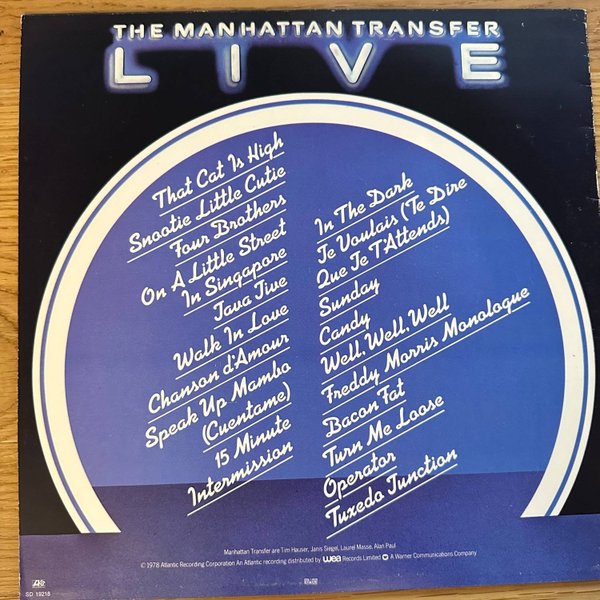 THE MANHATTAN TRANSFER
LIVE
That Cat Is High
Snootie Little Cutie
Four Brothers
On A Little Street
In Singapore
Java Jive
Walk In Love
Chanson d'Amour
Speak Up Mambo
(Cuentame)
15 Minute
Intermission
In The Dark
Je Voulais (Te Dire
Que Je T'Attends)
Sunday
Candy
Well, Well, Well
Freddy Morris Monologue
Bacon Fat
Turn Me Loose
Operator
Tuxedo Junction
Manhattan Transfer are Tim Hauser, Janis Siegel, Laurel Masse, Alan Paul
© 1978 Atlantic Recording Corporation An Atlantic recording distributed by wea Records Limited A Warner Communications Company
SD 19218